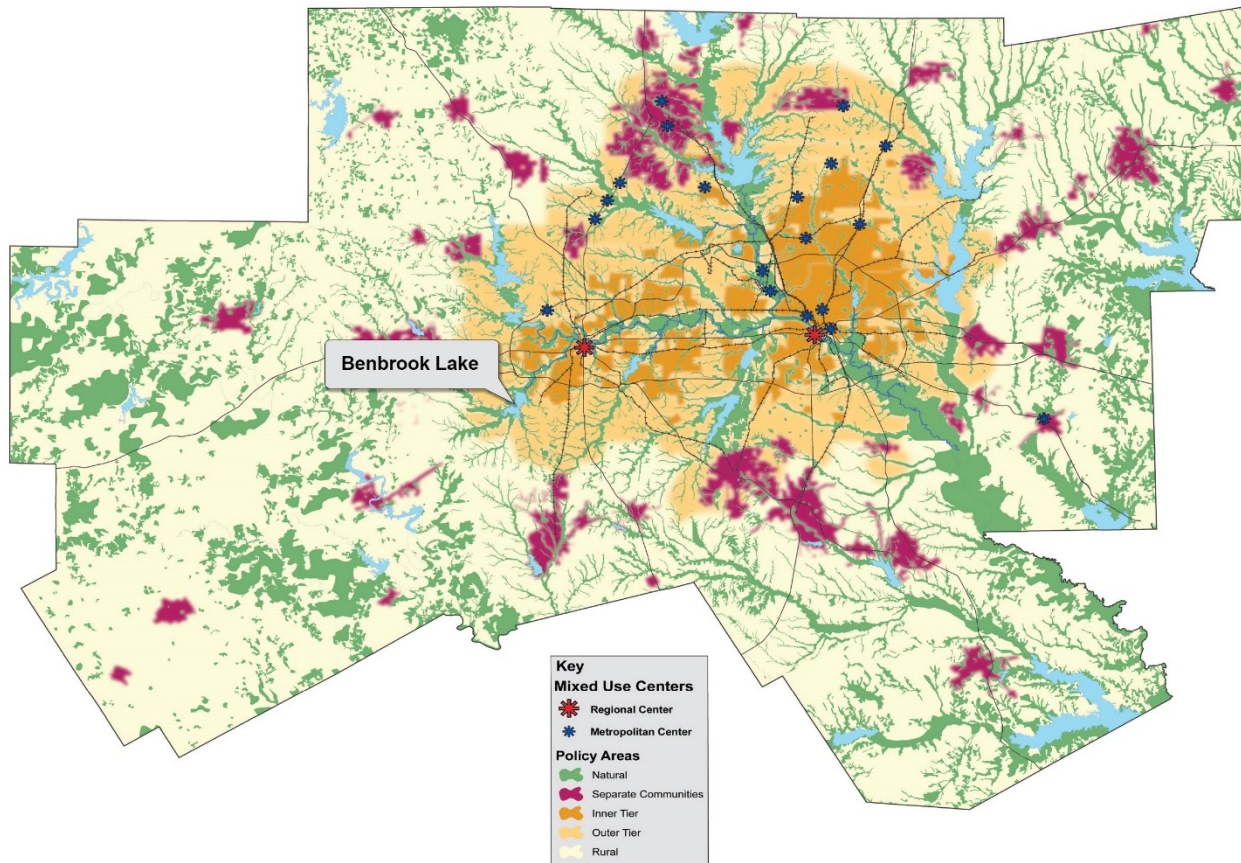 Benbrook Lake
Key
Mixed Use Centers
Regional Center
Metropolitan Center
Policy Areas
Natural
Separate Communities
Inner Tier
Outer Tier
Rural